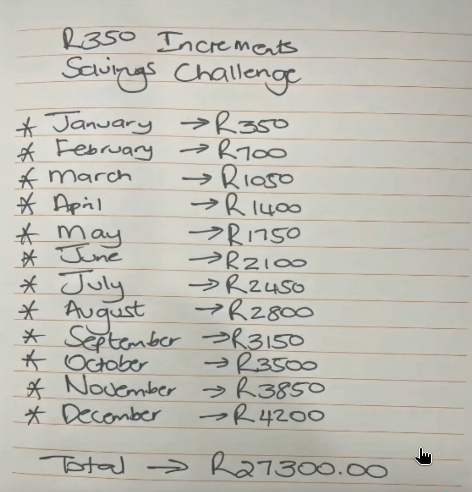 R350 Increments
Savings Challenge
* January → R350
* February → R700
* March → R1050
* April → R1400
* May → R1750
* June → R2100
* July → R2450
* August → R2800
* September → R3150
* October → R3500
* November → R3850
* December → R4200
Total → R27300.00